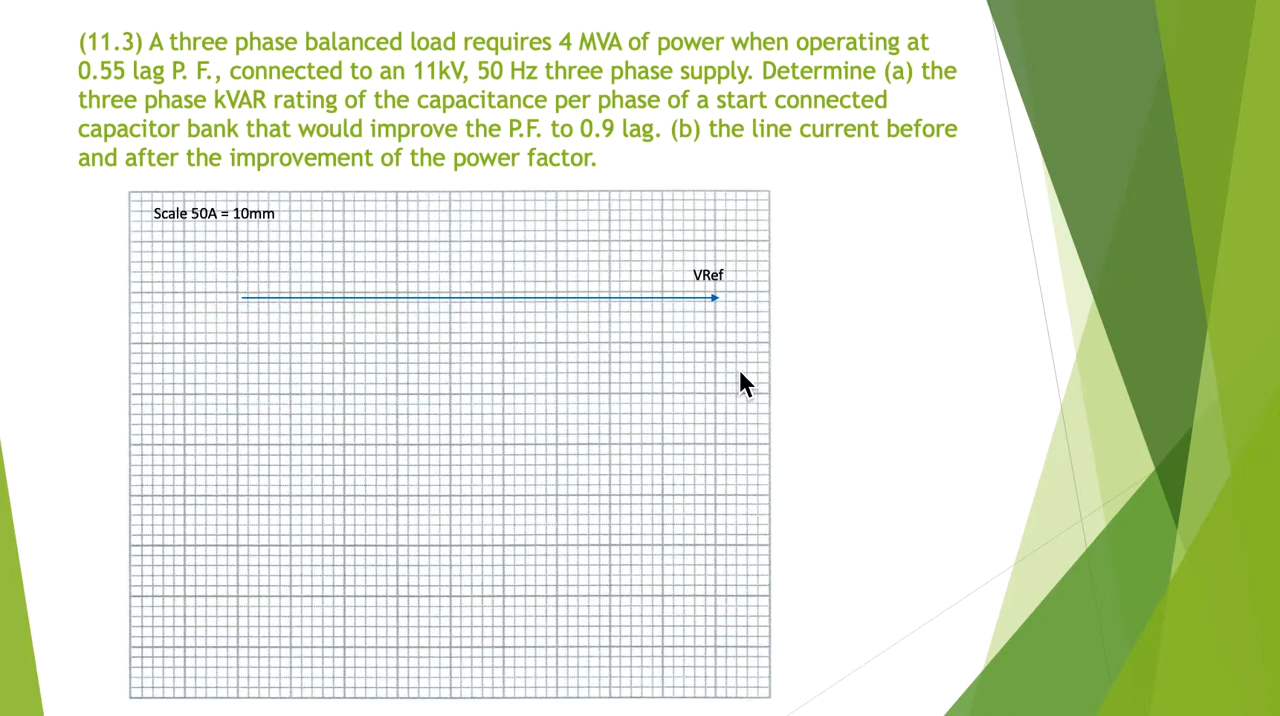 (11.3) A three phase balanced load requires 4 MVA of power when operating at
0.55 lag P. F., connected to an 11kV, 50 Hz three phase supply. Determine (a) the
three phase kVAR rating of the capacitance per phase of a start connected
capacitor bank that would improve the P.F. to 0.9 lag. (b) the line current before
and after the improvement of the power factor.
Scale 50A = 10mm
VRef